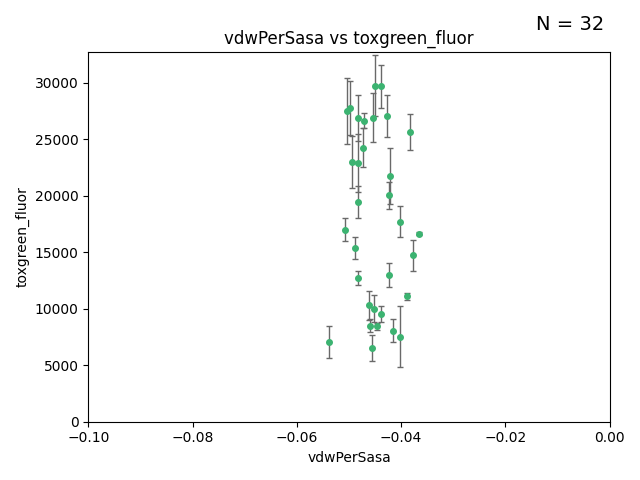 N = 32
vdwPerSasa vs toxgreen_fluor
toxgreen_fluor
30000
25000
20000
15000
10000
5000
0
−0.10 −0.08 −0.06 −0.04 −0.02 0.00
vdwPerSasa